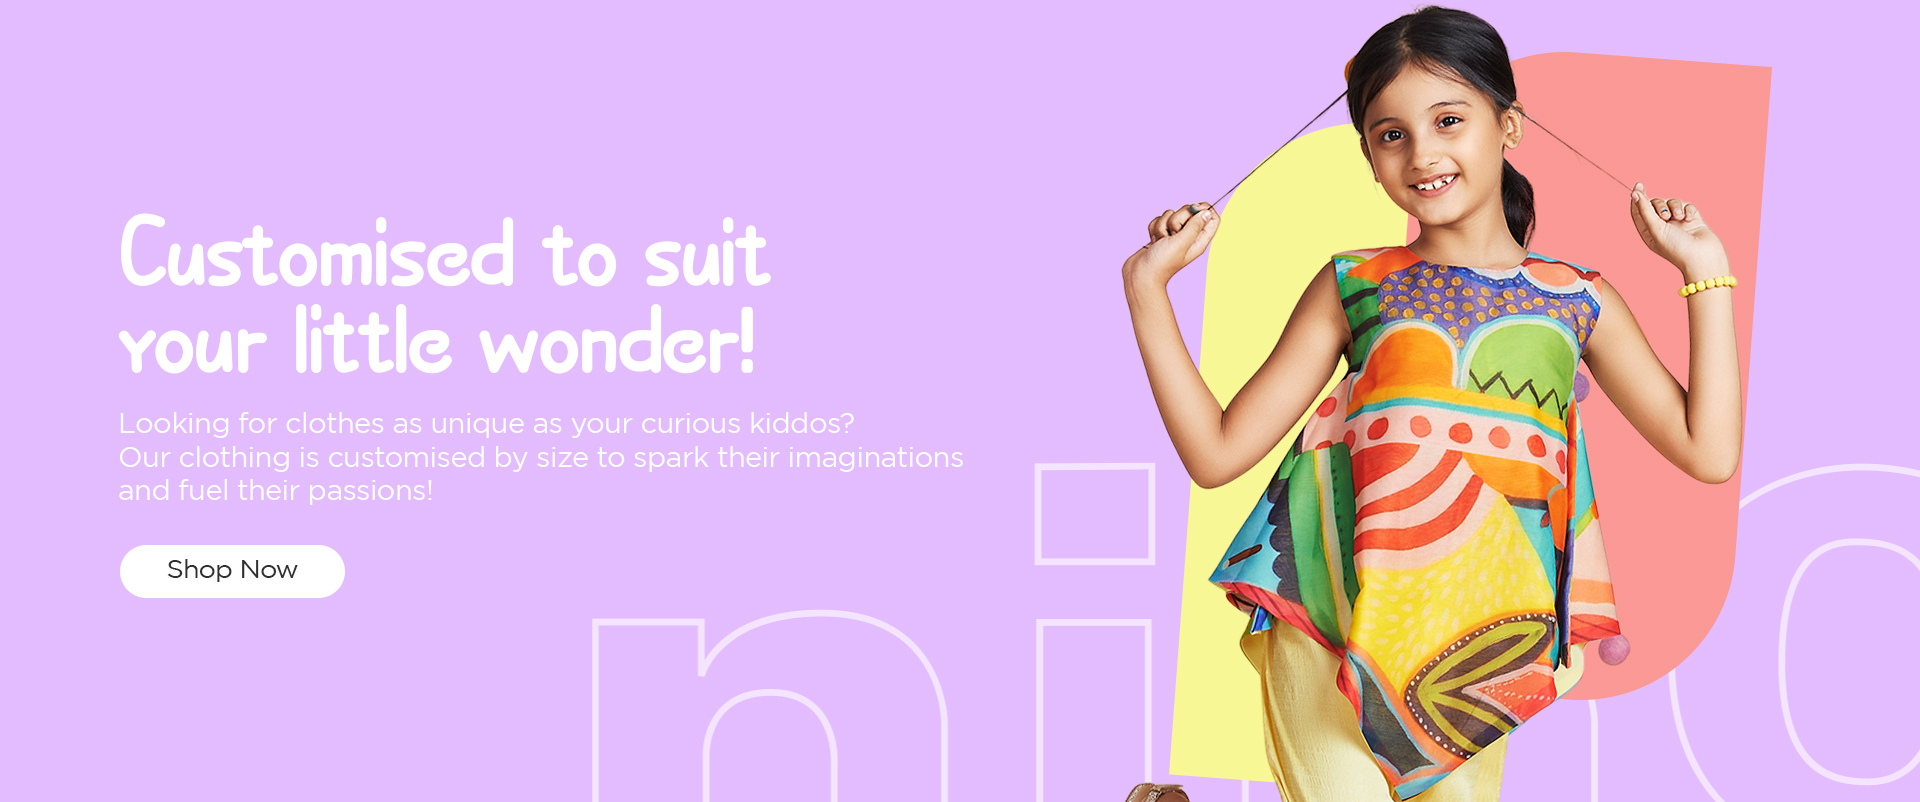 Customised to suit
your little wonder!
Looking for clothes as unique as your curious kiddos?
Our clothing is customised by size to spark their imaginations
and fuel their passions!
Shop Now